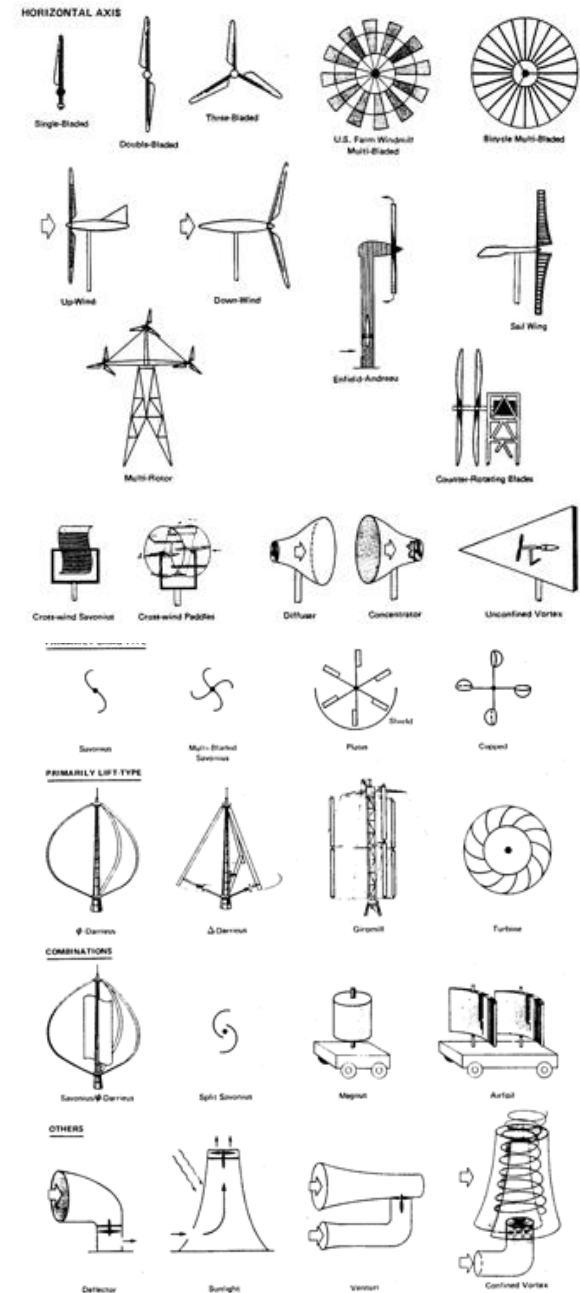 HORIZONTAL AXIS
Single-Bladed
Double-Bladed
Three-Bladed
U.S. Farm Windmill
Multi-Bladed
Bicycle Multi-Bladed
Up-Wind
Down-Wind
Enfield-Andreau
Sail Wing
Multi-Rotor
Counter-Rotating Blades
Cross-wind Savonius
Cross-wind Paddles
Diffuser
Concentrator
Unconfined Vortex
Savonius
Multi-Bladed
Savonius
Plates
Shield
Cupped
PRIMARILY LIFT-TYPE
φ-Darrieus
Δ-Darrieus
Giromill
Turbine
COMBINATIONS
Savonius/φ-Darrieus
Split Savonius
Magnus
Airfoil
OTHERS
Deflector
Sunlight
Venturi
Confined Vortex